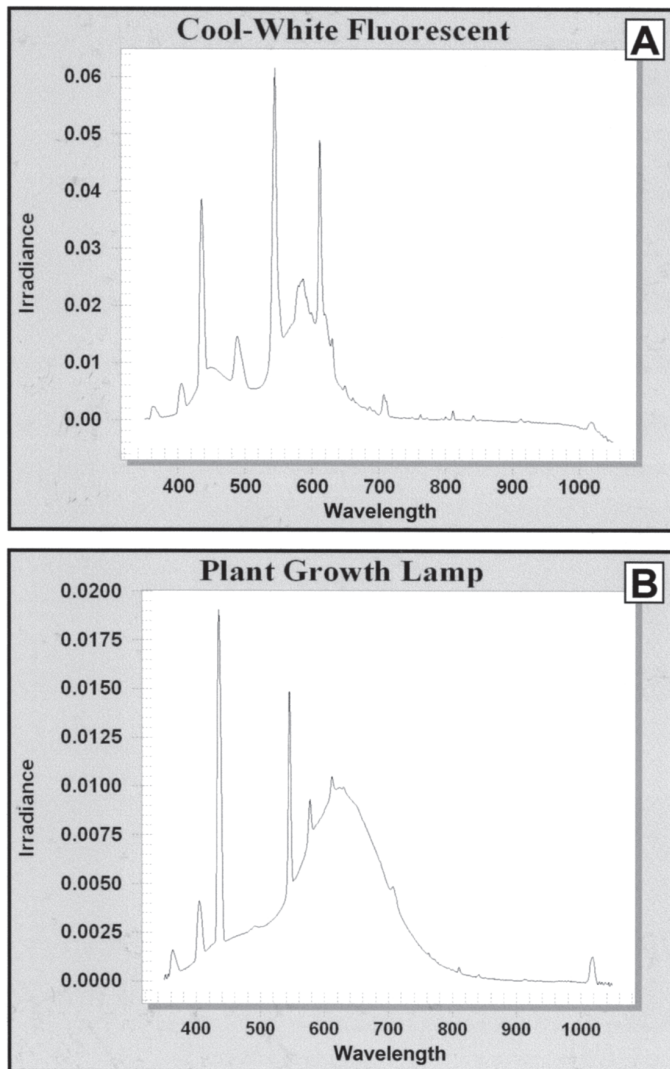 Cool-White Fluorescent
A
0.06
0.05
0.04
0.03
0.02
0.01
0.00
Irradiance
400 500 600 700 800 900 1000
Wavelength
Plant Growth Lamp
B
0.0200
0.0175
0.0150
0.0125
0.0100
0.0075
0.0050
0.0025
0.0000
Irradiance
400 500 600 700 800 900 1000
Wavelength